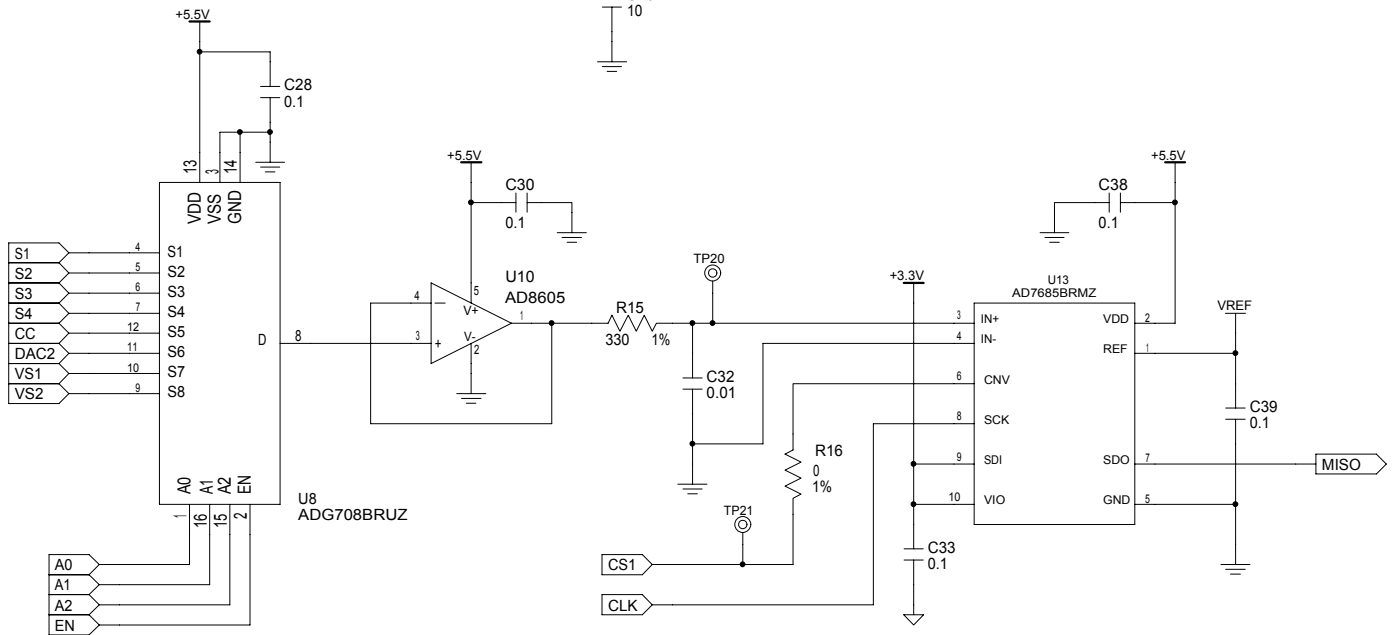 10
+5.5V
C28
0.1
13
3
14
VDD
VSS
GND
S1
S2
S3
S4
CC
DAC2
VS1
VS2
4
5
6
7
12
11
10
9
S1
S2
S3
S4
S5
S6
S7
S8
D
8
A0
A1
A2
EN
1
16
15
2
U8
ADG708BRUZ
A0
A1
A2
EN
+5.5V
C30
0.1
U10
AD8605
4
3
5
V+
V-
2
1
R15
330
1%
TP20
C32
0.01
R16
0
1%
TP21
CS1
CLK
+3.3V
C33
0.1
C38
0.1
+5.5V
U13
AD7685BRMZ
3
IN+
4
IN-
6
CNV
8
SCK
9
SDI
10
VIO
VDD
2
REF
1
SDO
7
GND
5
VREF
C39
0.1
MISO